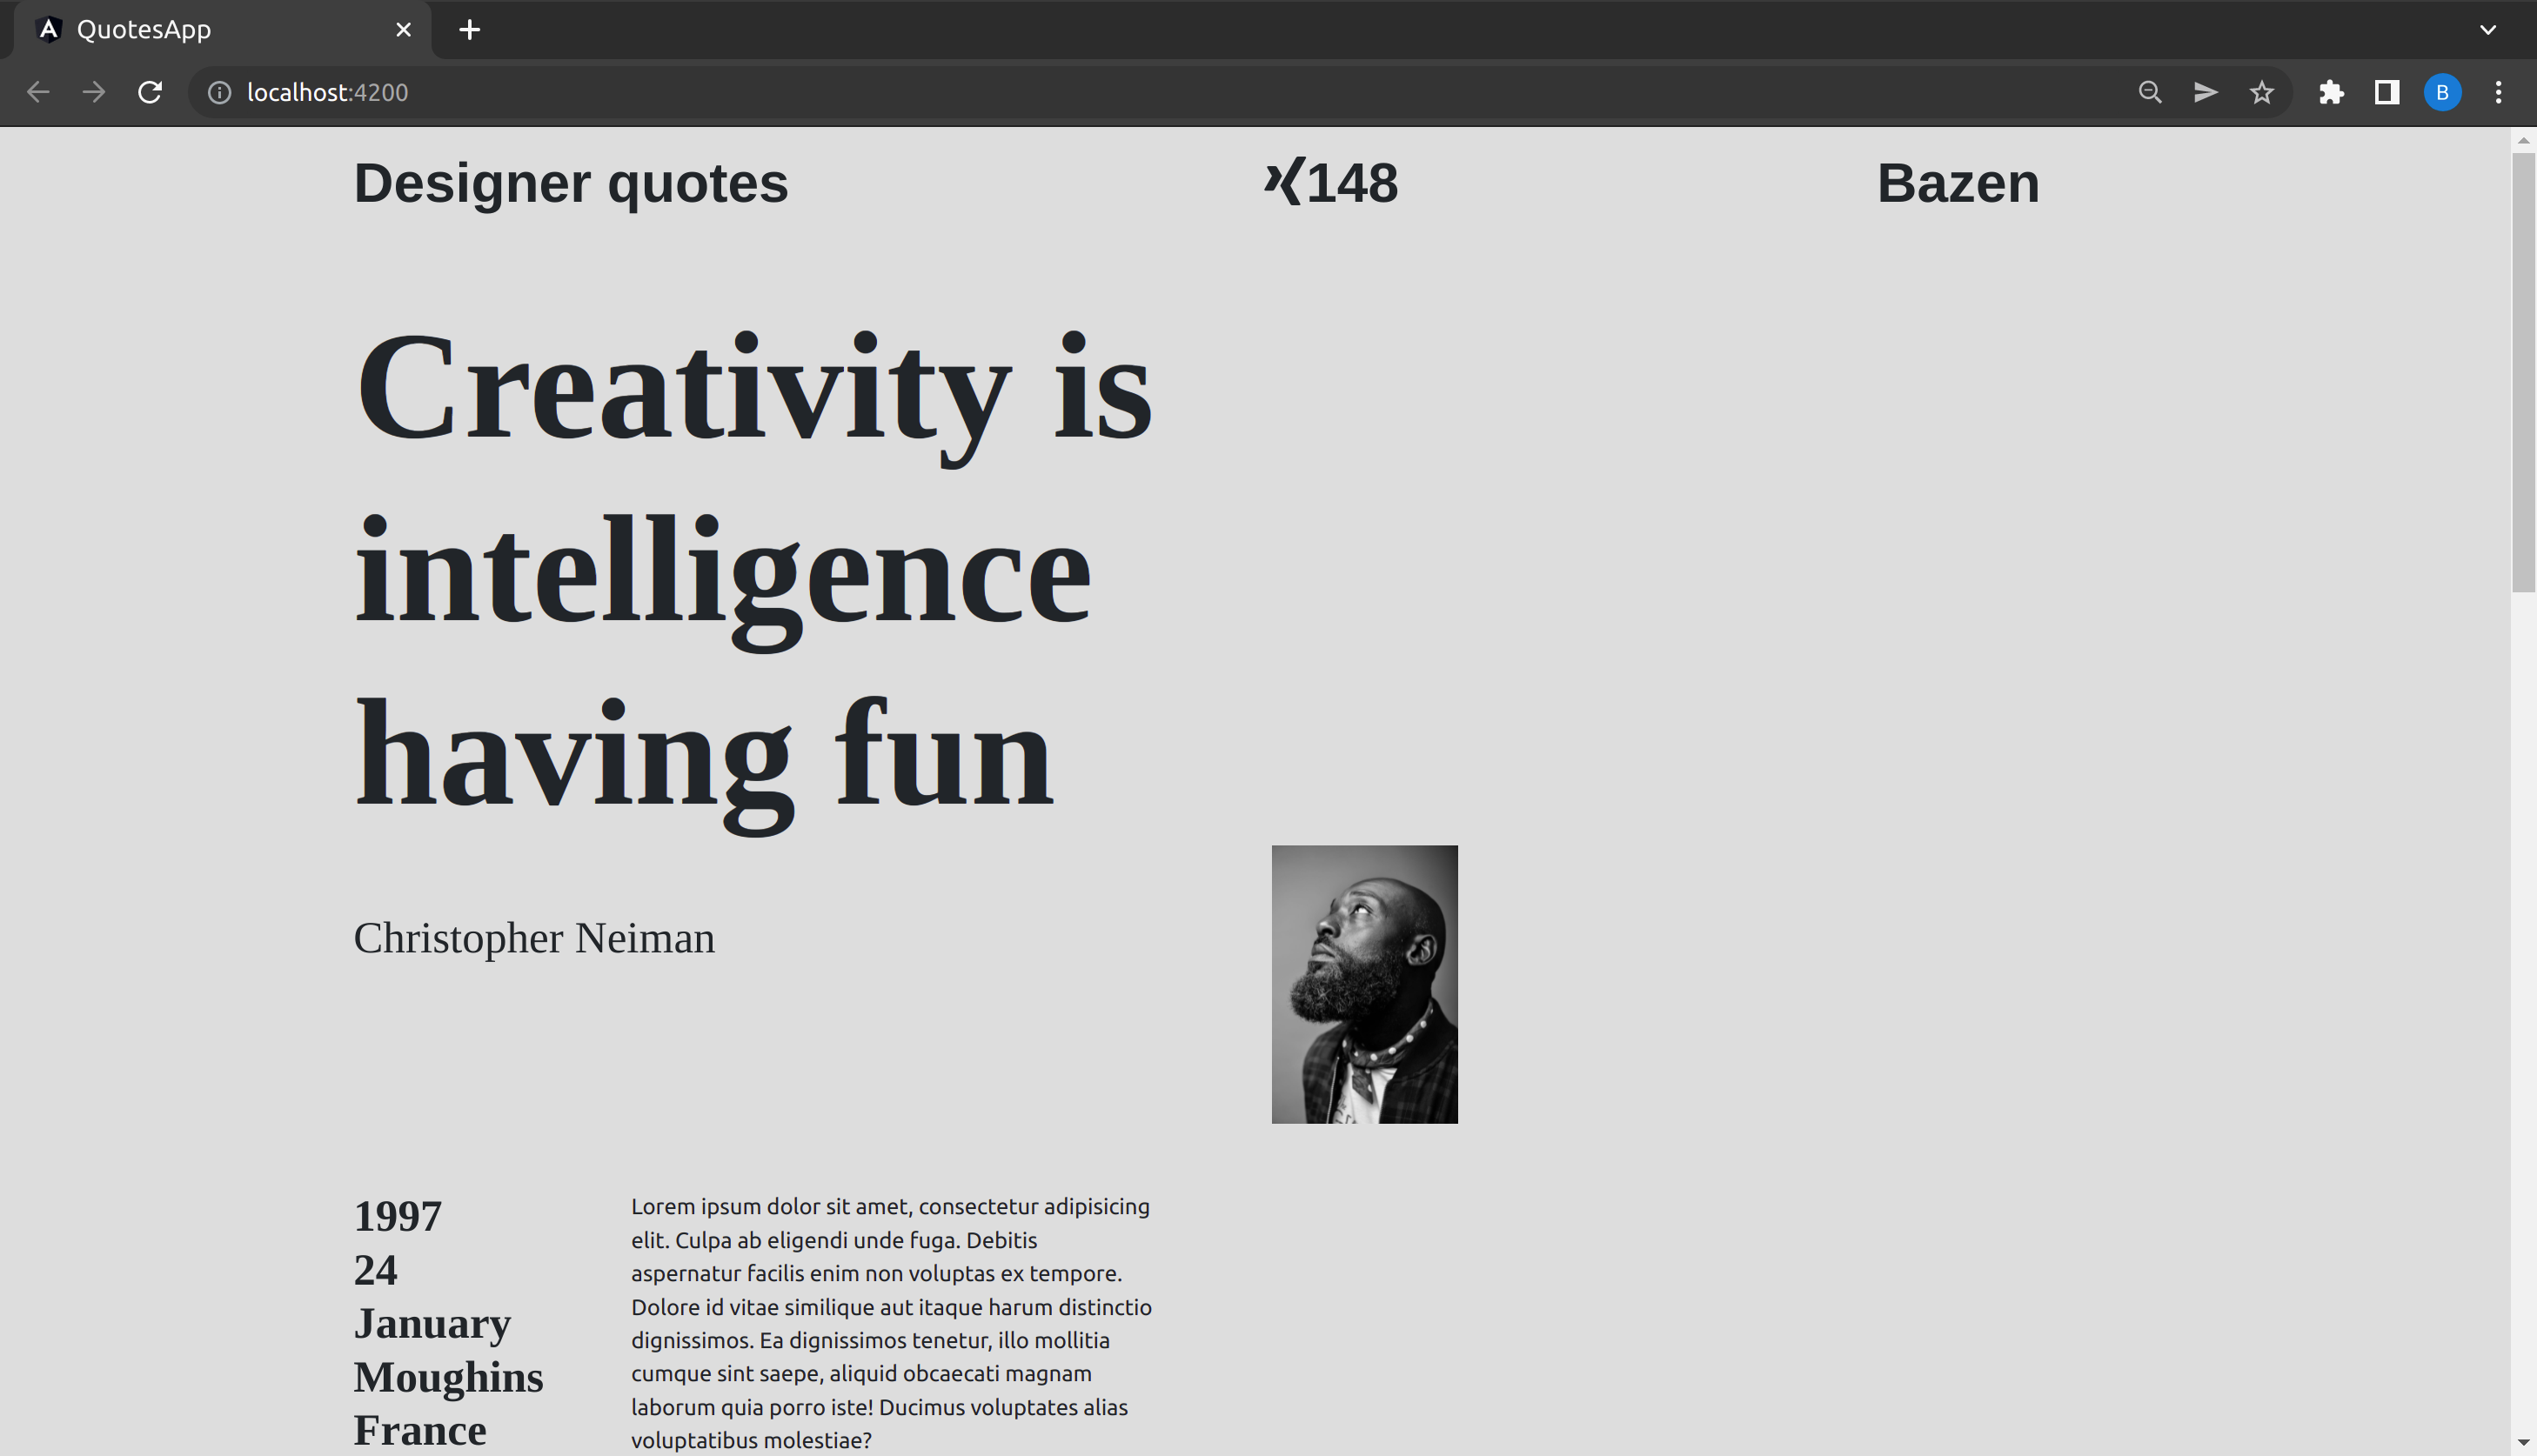 QuotesApp
localhost:4200
B
Designer quotes 148 Bazen
Creativity is
intelligence
having fun
Christopher Neiman
1997
24
January
Moughins
France
Lorem ipsum dolor sit amet, consectetur adipisicing
elit. Culpa ab eligendi unde fuga. Debitis
aspernatur facilis enim non voluptas ex tempore.
Dolore id vitae similique aut itaque harum distinctio
dignissimos. Ea dignissimos tenetur, illo mollitia
cumque sint saepe, aliquid obcaecati magnam
laborum quia porro iste! Ducimus voluptates alias
voluptatibus molestiae?